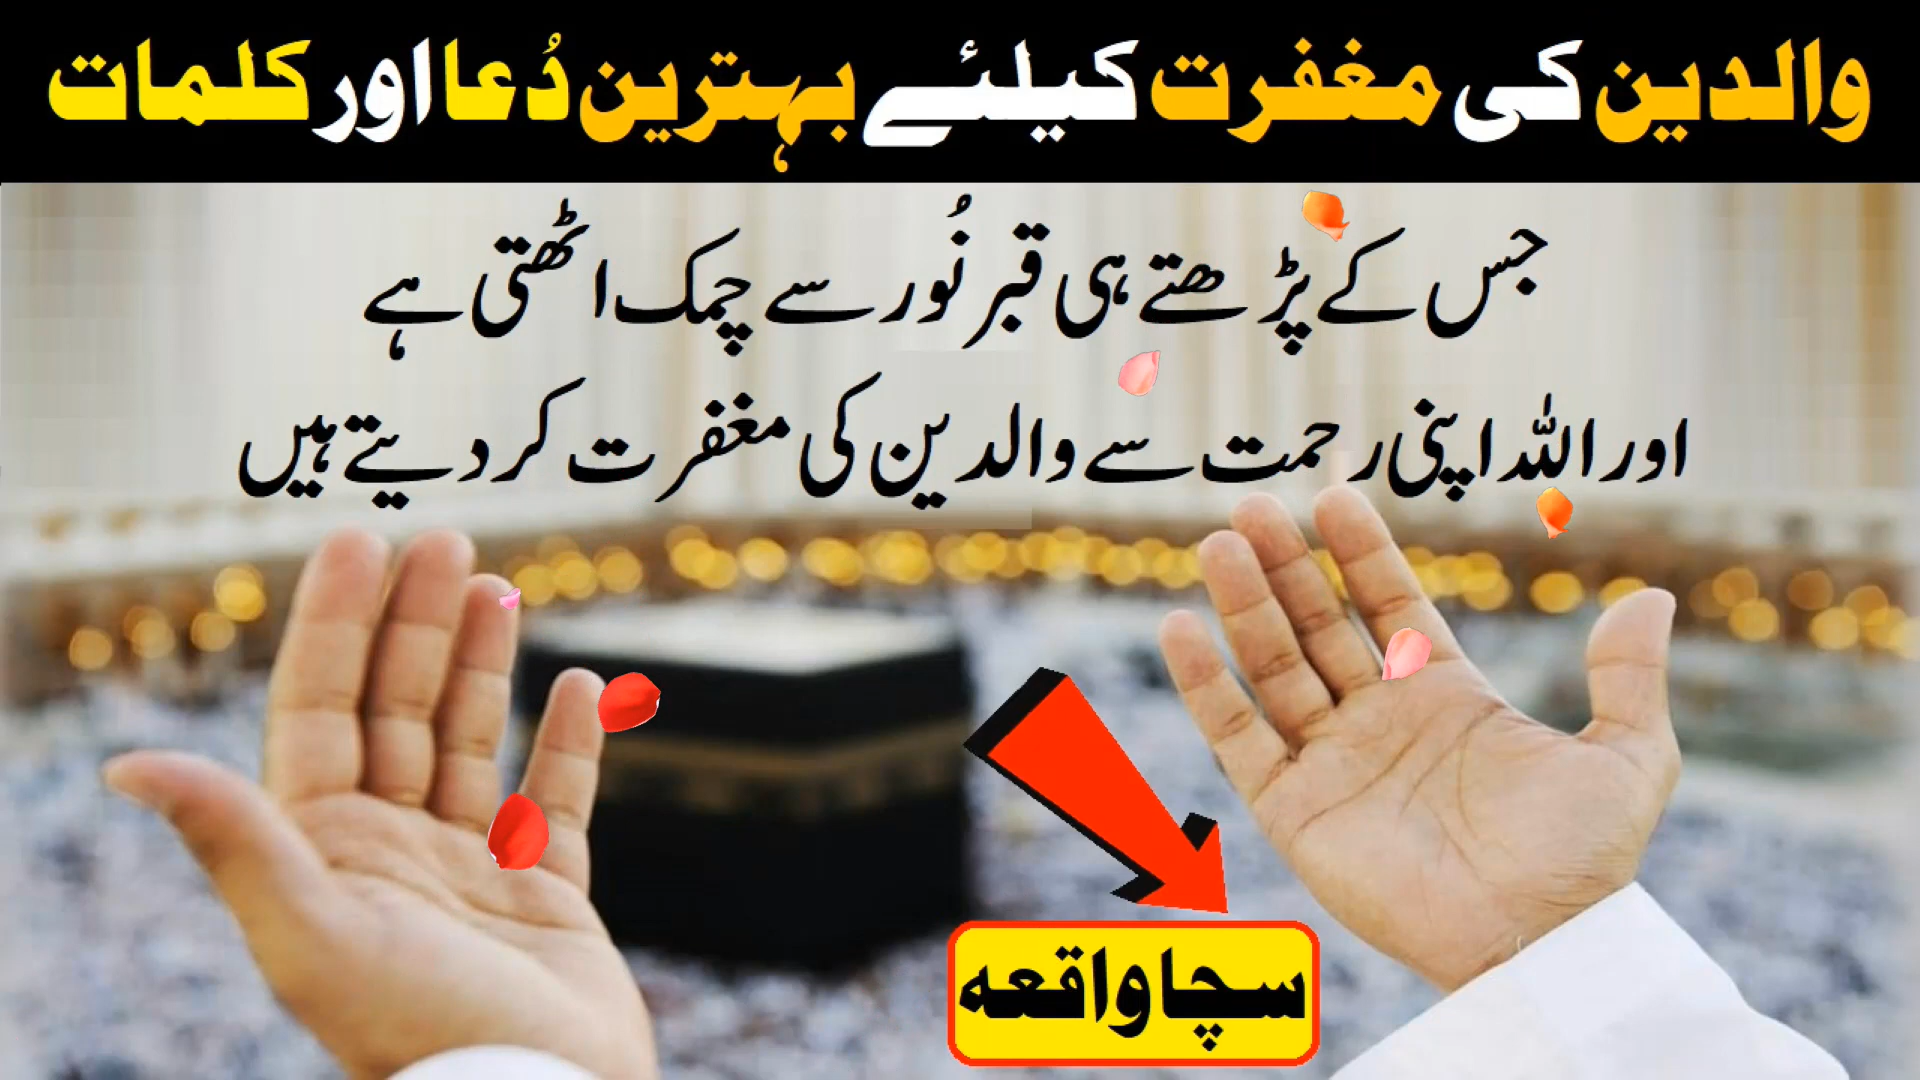 والدین کی مغفرت کیلئے بہترین دُعا اور کلمات
جس کے پڑھتے ہی قبر نُور سے چمک اٹھتی ہے
اور اللہ اپنی رحمت سے والدین کی مغفرت کر دیتے ہیں
سچا واقعہ